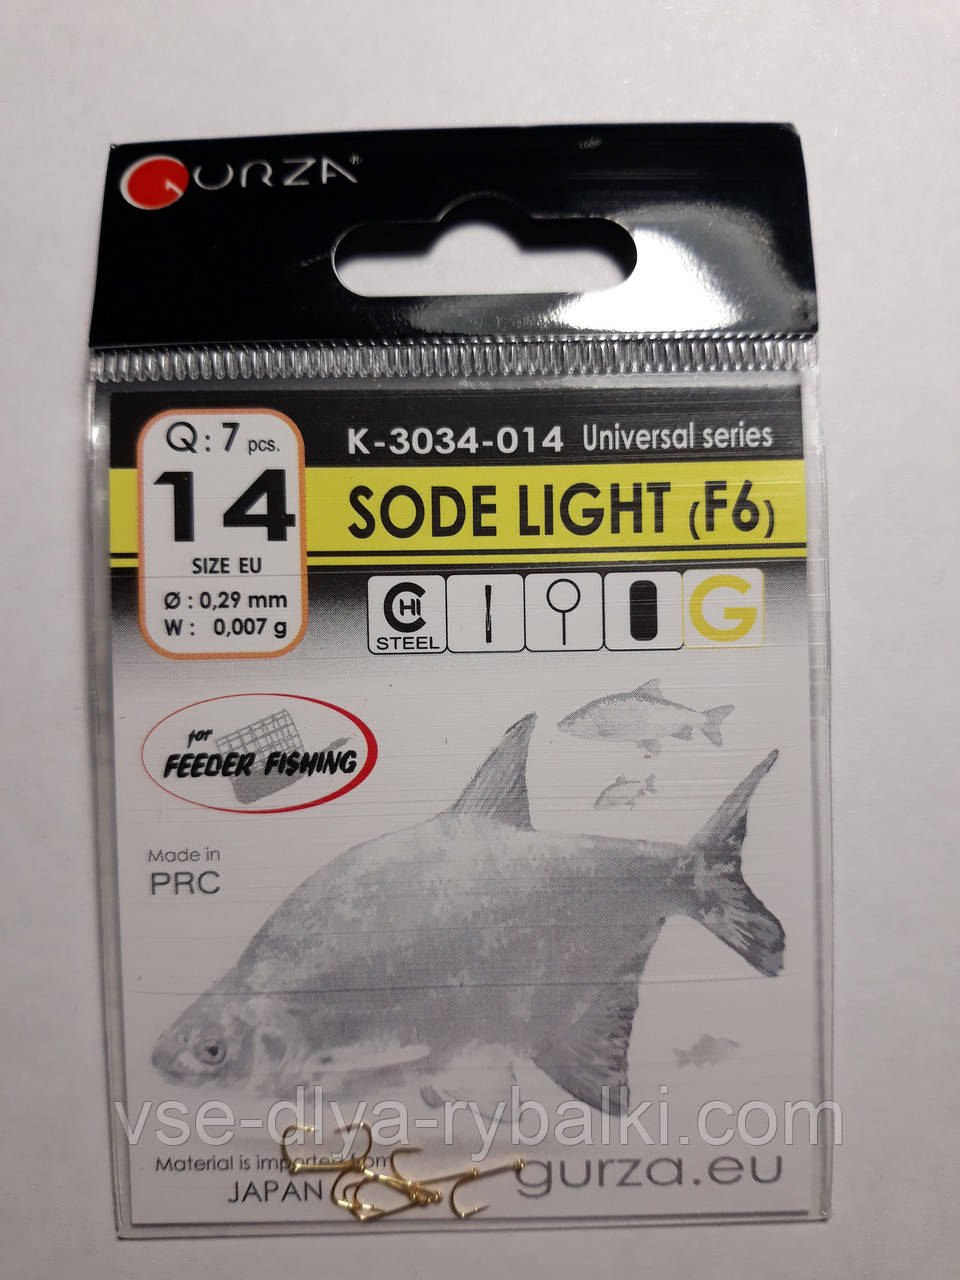 GURZA®
Q: 7 pcs.
14
SIZE EU
Ø : 0,29 mm
W : 0,007 g
K-3034-014 Universal series
SODE LIGHT (F6)
CHI
STEEL
G
for
FEEDER FISHING
Made in
PRC
vse-dlya-rybalki.com
Material is imported from
JAPAN
gurza.eu